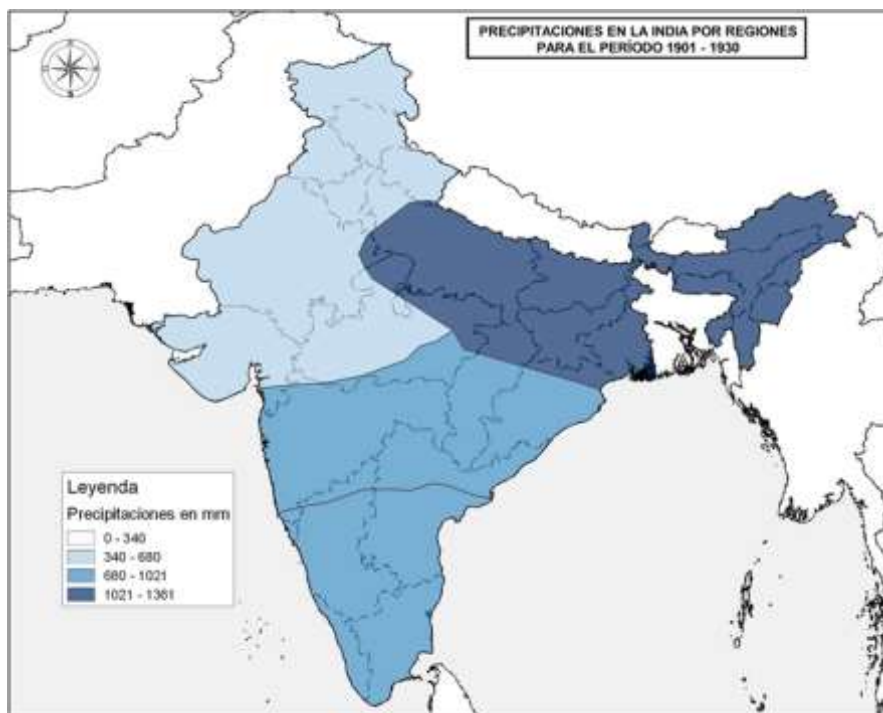 PRECIPITACIONES EN LA INDIA POR REGIONES
PARA EL PERÍODO 1901 - 1930
Leyenda
Precipitaciones en mm
0 - 340
340 - 680
680 - 1021
1021 - 1361